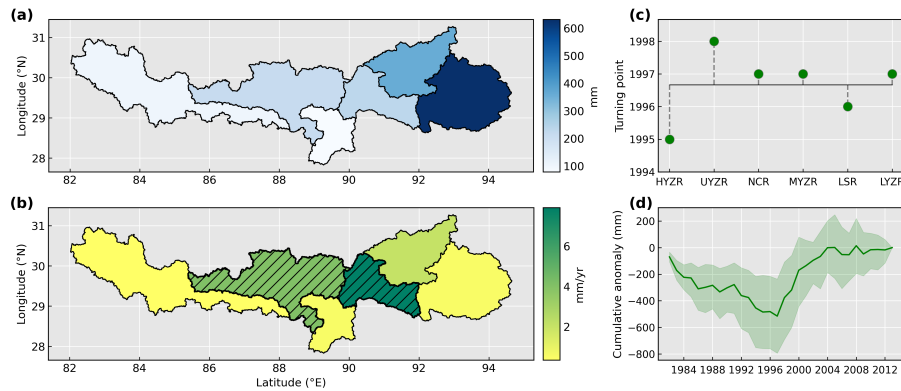 (a)
Longitude (°N)
31
30
29
28
82
84
86
88
90
92
94
600
500
400
300
200
100
mm
(b)
Longitude (°N)
31
30
29
28
82
84
86
88
90
92
94
Latitude (°E)
6
4
2
mm/yr
(c)
Turning point
1998
1997
1996
1995
1994
HYZR
UYZR
NCR
MYZR
LSR
LYZR
(d)
Cumulative anomaly (mm)
200
0
−200
−400
−600
−800
1984
1988
1992
1996
2000
2004
2008
2012